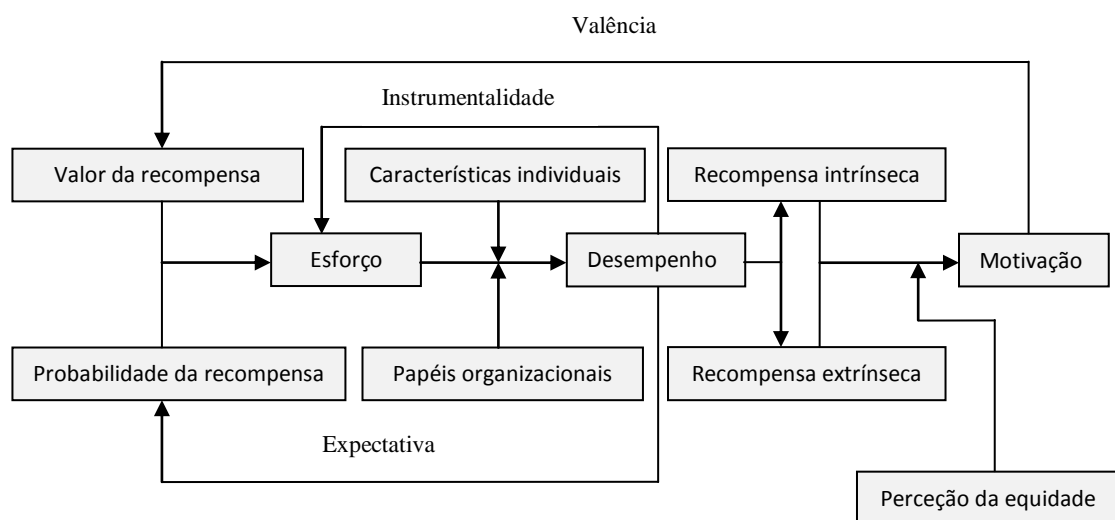 Valência
Instrumentalidade
Valor da recompensa
Características individuais
Recompensa intrínseca
Esforço
Desempenho
Motivação
Probabilidade da recompensa
Papéis organizacionais
Recompensa extrínseca
Expectativa
Perceção da equidade